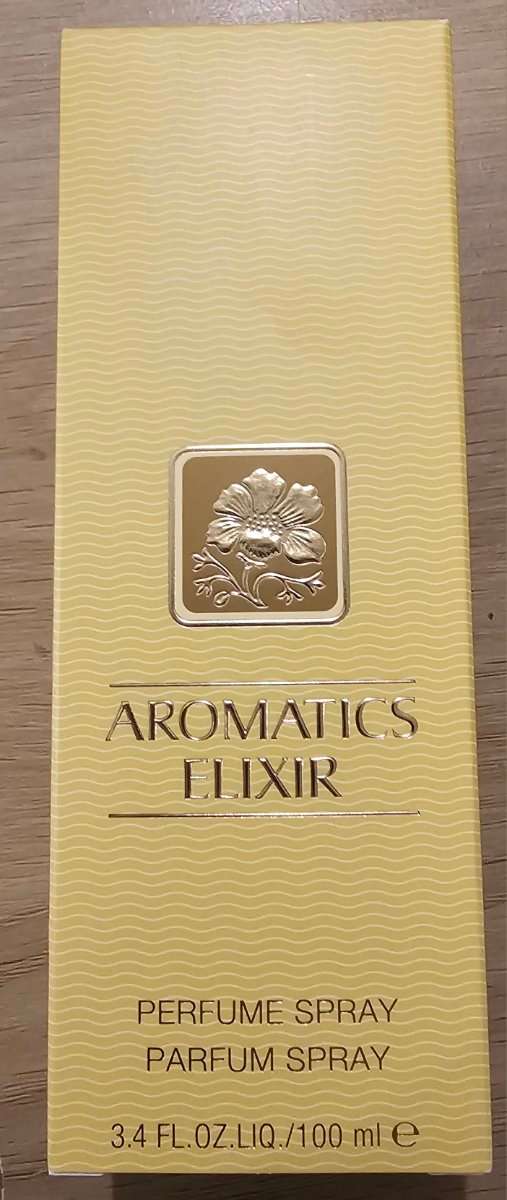 AROMATICS
ELIXIR
PERFUME SPRAY
PARFUM SPRAY
3.4 FL.OZ.LIQ./100 ml ℮